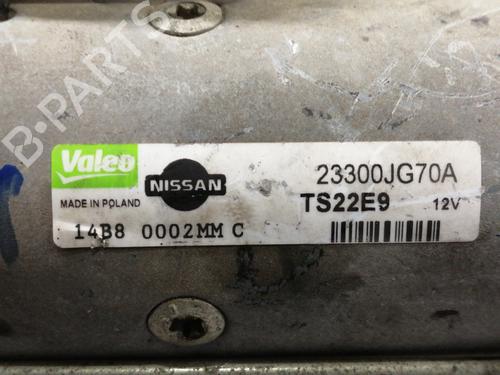 B-PARTS
Valeo
NISSAN
23300JG70A
MADE IN POLAND
TS22E9 12V
14B8 0002MM C